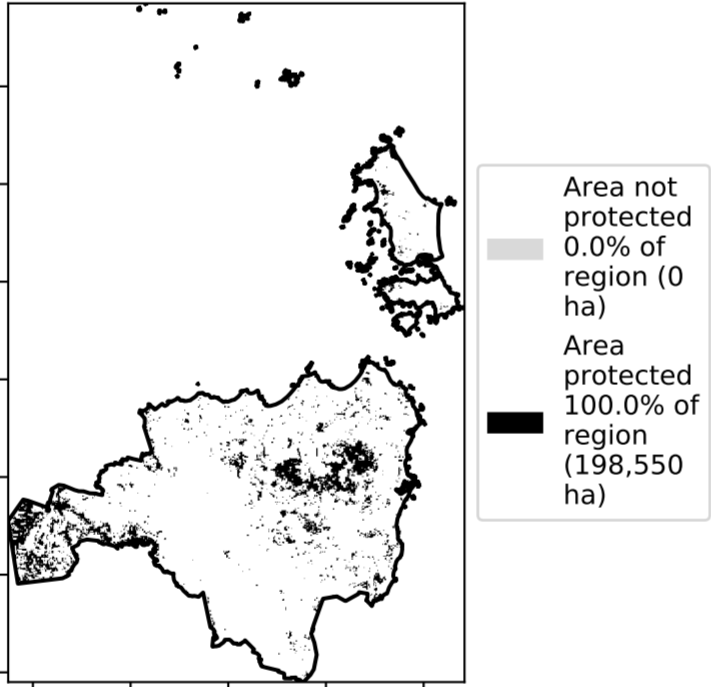 Area not
protected
0.0% of
region (0
ha)
Area
protected
100.0% of
region
(198,550
ha)